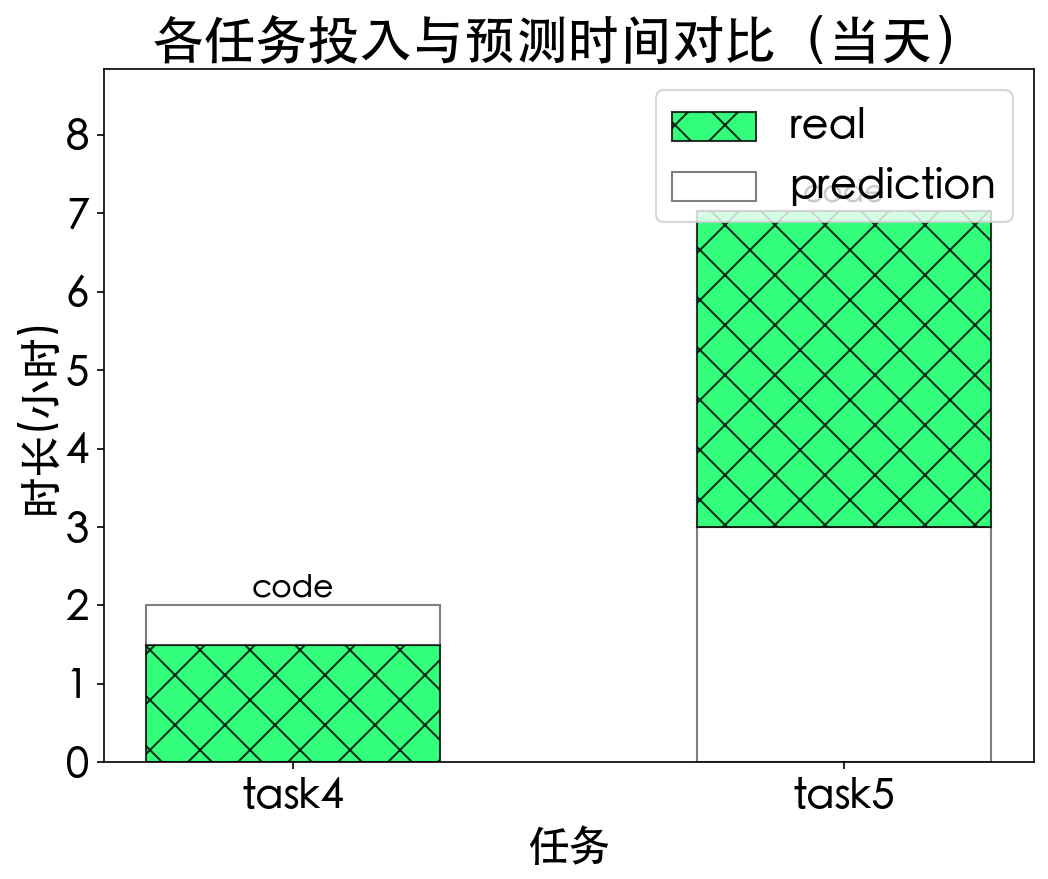 各任务投入与预测时间对比（当天）
real
prediction
code
8
7
6
5
4
3
2
1
0
时长(小时)
code
task4
task5
任务